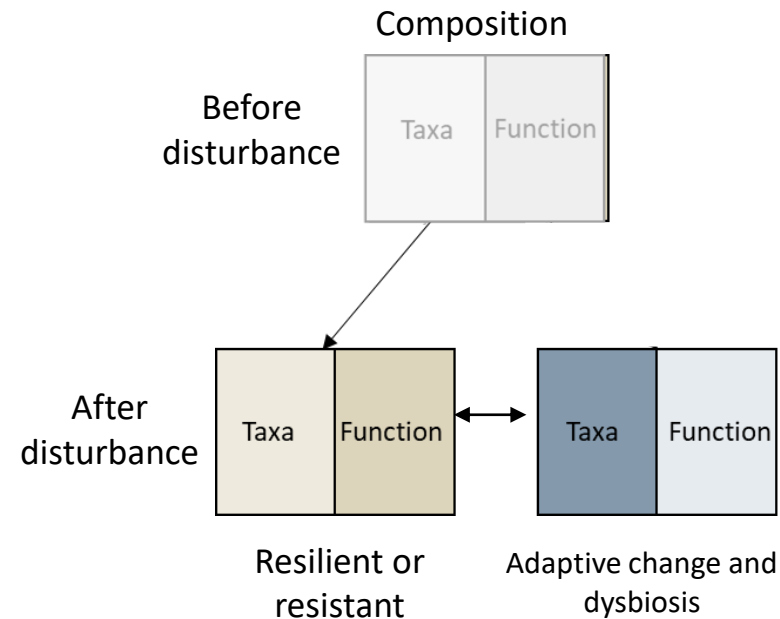 Composition
Before
disturbance
Taxa
Function
After
disturbance
Taxa
Function
Taxa
Function
Resilient or
resistant
Adaptive change and
dysbiosis